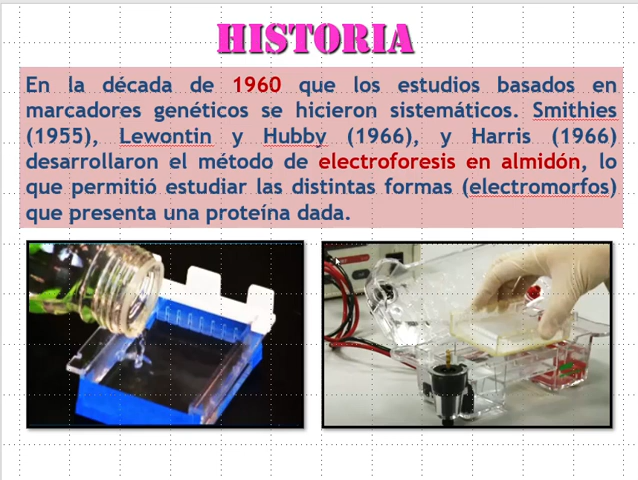 HISTORIA
En la década de 1960 que los estudios basados en
marcadores genéticos se hicieron sistemáticos. Smithies
(1955), Lewontin y Hubby (1966), y Harris (1966)
desarrollaron el método de electroforesis en almidón, lo
que permitió estudiar las distintas formas (electromorfos)
que presenta una proteína dada.